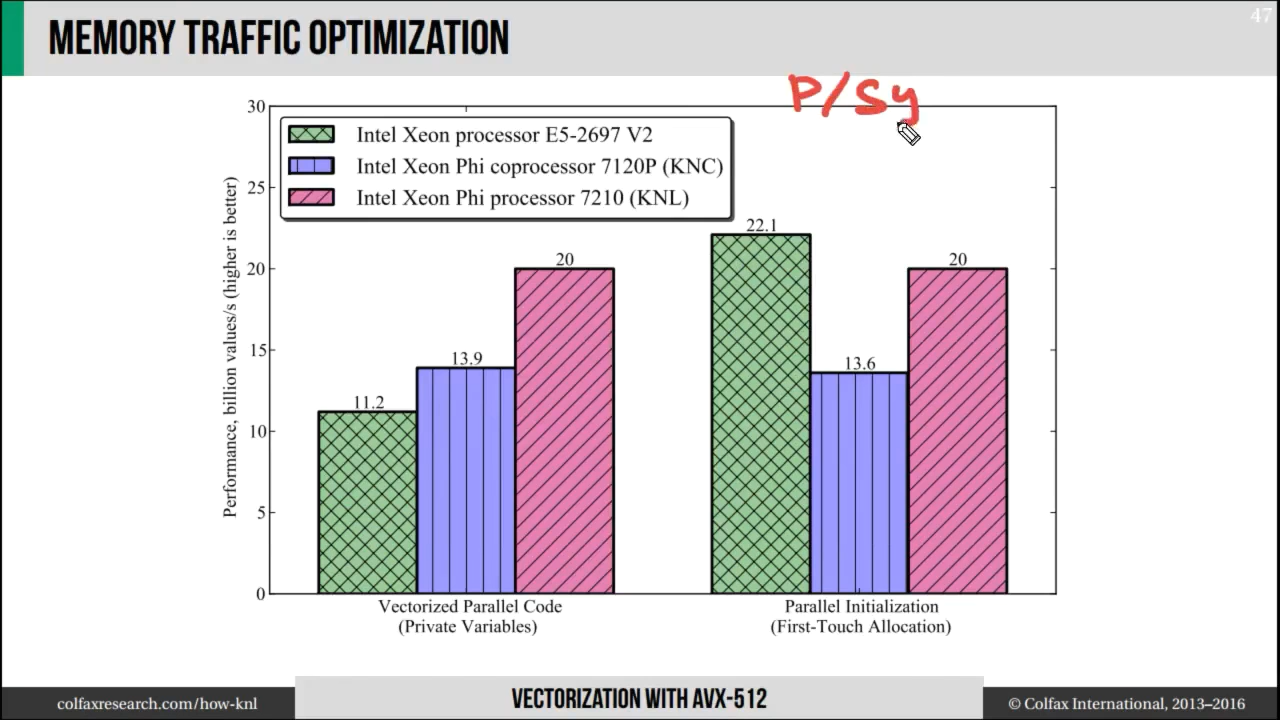 47
MEMORY TRAFFIC OPTIMIZATION
P/Sy
30
25
20
15
10
5
0
Performance, billion values/s (higher is better)
Intel Xeon processor E5-2697 V2
Intel Xeon Phi coprocessor 7120P (KNC)
Intel Xeon Phi processor 7210 (KNL)
11.2
13.9
20
22.1
13.6
20
Vectorized Parallel Code
(Private Variables)
Parallel Initialization
(First-Touch Allocation)
colfaxresearch.com/how-knl
VECTORIZATION WITH AVX-512
© Colfax International, 2013–2016